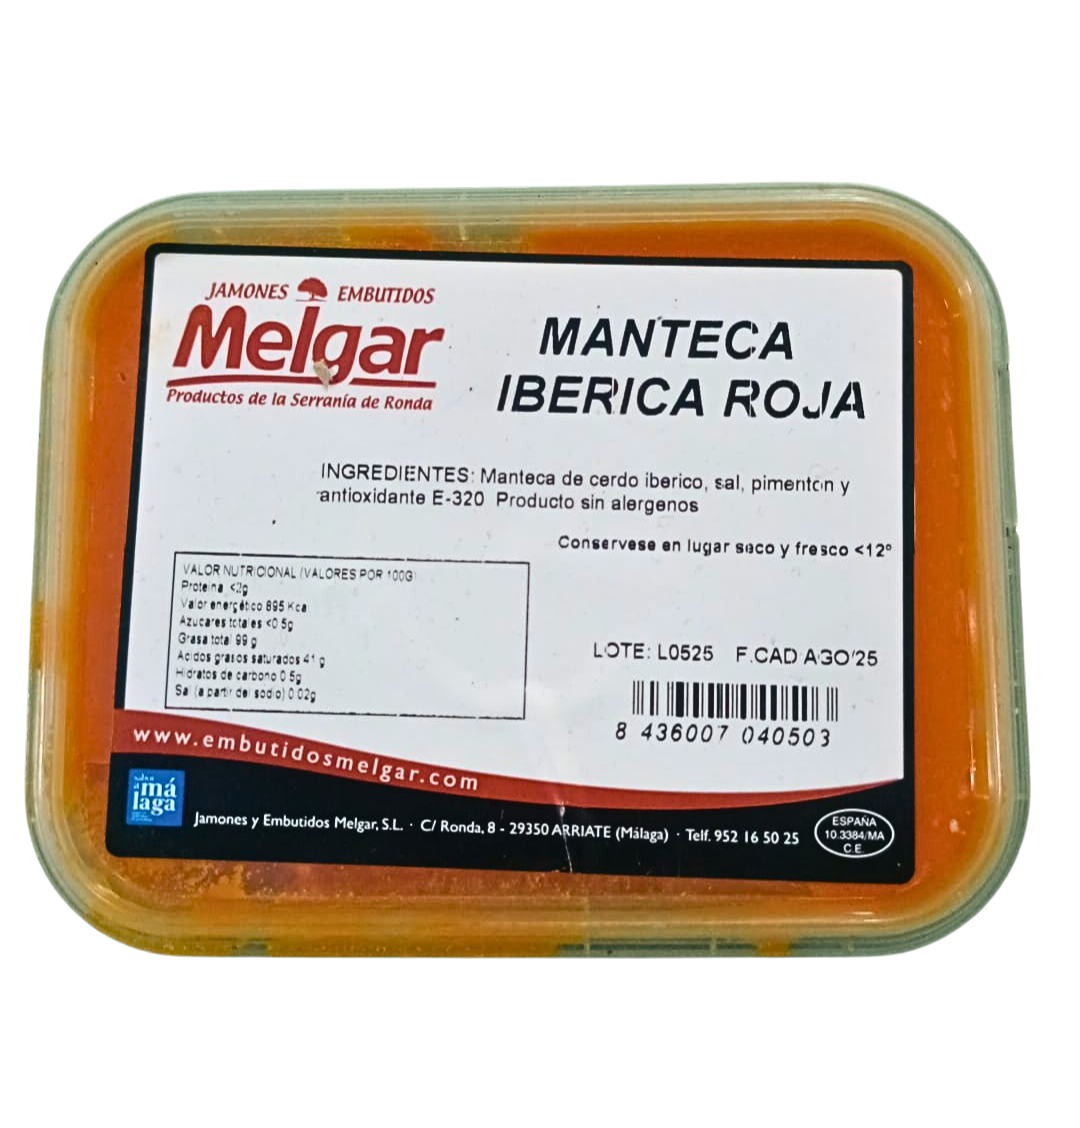 JAMONES EMBUTIDOS
Melgar
Productos de la Serranía de Ronda
MANTECA
IBERICA ROJA
INGREDIENTES: Manteca de cerdo iberico, sal, pimenton y
antioxidante E-320 Producto sin alergenos
Conservese en lugar seco y fresco <12º
VALOR NUTRICIONAL (VALORES POR 100G)
Proteina <2g
Valor energético 895 Kca
Azucares totales <0 5g
Grasa total 99 g
Acidos grasos saturados 41 g
Hidratos de carbono 0 5g
Sal (a partir del sodio) 0 02g
LOTE: L0525 F.CAD AGO'25
8 436007 040503
www.embutidosmelgar.com
málaga
Jamones y Embutidos Melgar, S.L. · C/ Ronda, 8 - 29350 ARRIATE (Málaga) · Telf. 952 16 50 25
ESPAÑA
10.3384/MA
C.E.